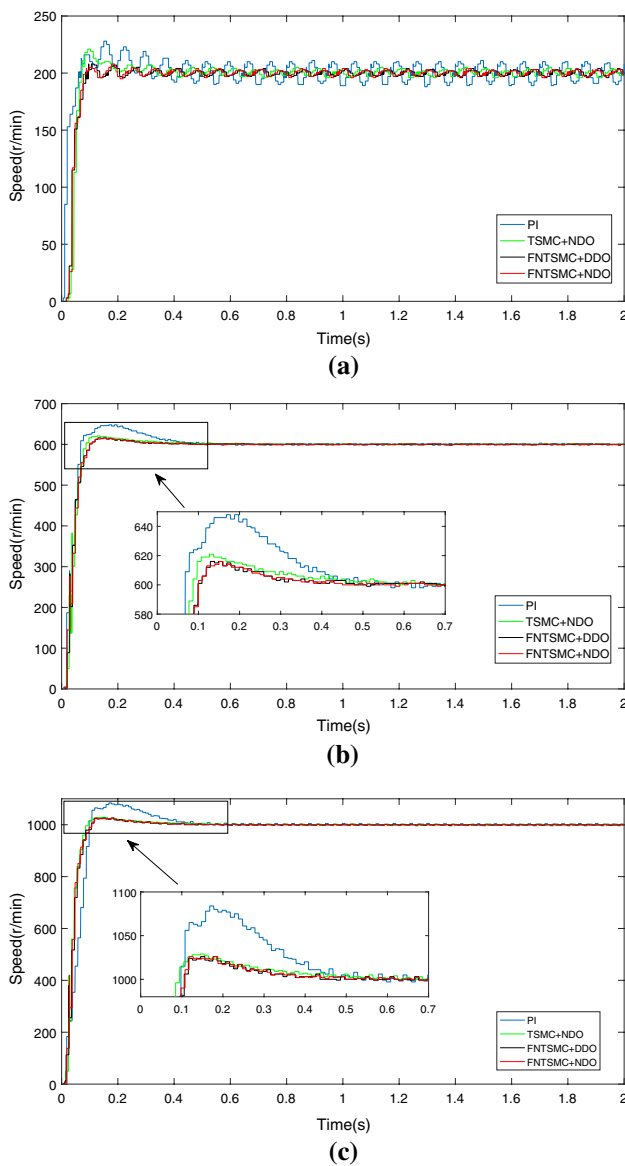 250
200
150
100
50
0
Speed(r/min)
PI
TSMC+NDO
FNTSMC+DDO
FNTSMC+NDO
0 0.2 0.4 0.6 0.8 1 1.2 1.4 1.6 1.8 2
Time(s)
(a)
700
600
500
400
300
200
100
0
Speed(r/min)
640
620
600
580
0 0.1 0.2 0.3 0.4 0.5 0.6 0.7
PI
TSMC+NDO
FNTSMC+DDO
FNTSMC+NDO
0 0.2 0.4 0.6 0.8 1 1.2 1.4 1.6 1.8 2
Time(s)
(b)
1000
800
600
400
200
0
Speed(r/min)
1100
1050
1000
0 0.1 0.2 0.3 0.4 0.5 0.6 0.7
PI
TSMC+NDO
FNTSMC+DDO
FNTSMC+NDO
0 0.2 0.4 0.6 0.8 1 1.2 1.4 1.6 1.8 2
Time(s)
(c)